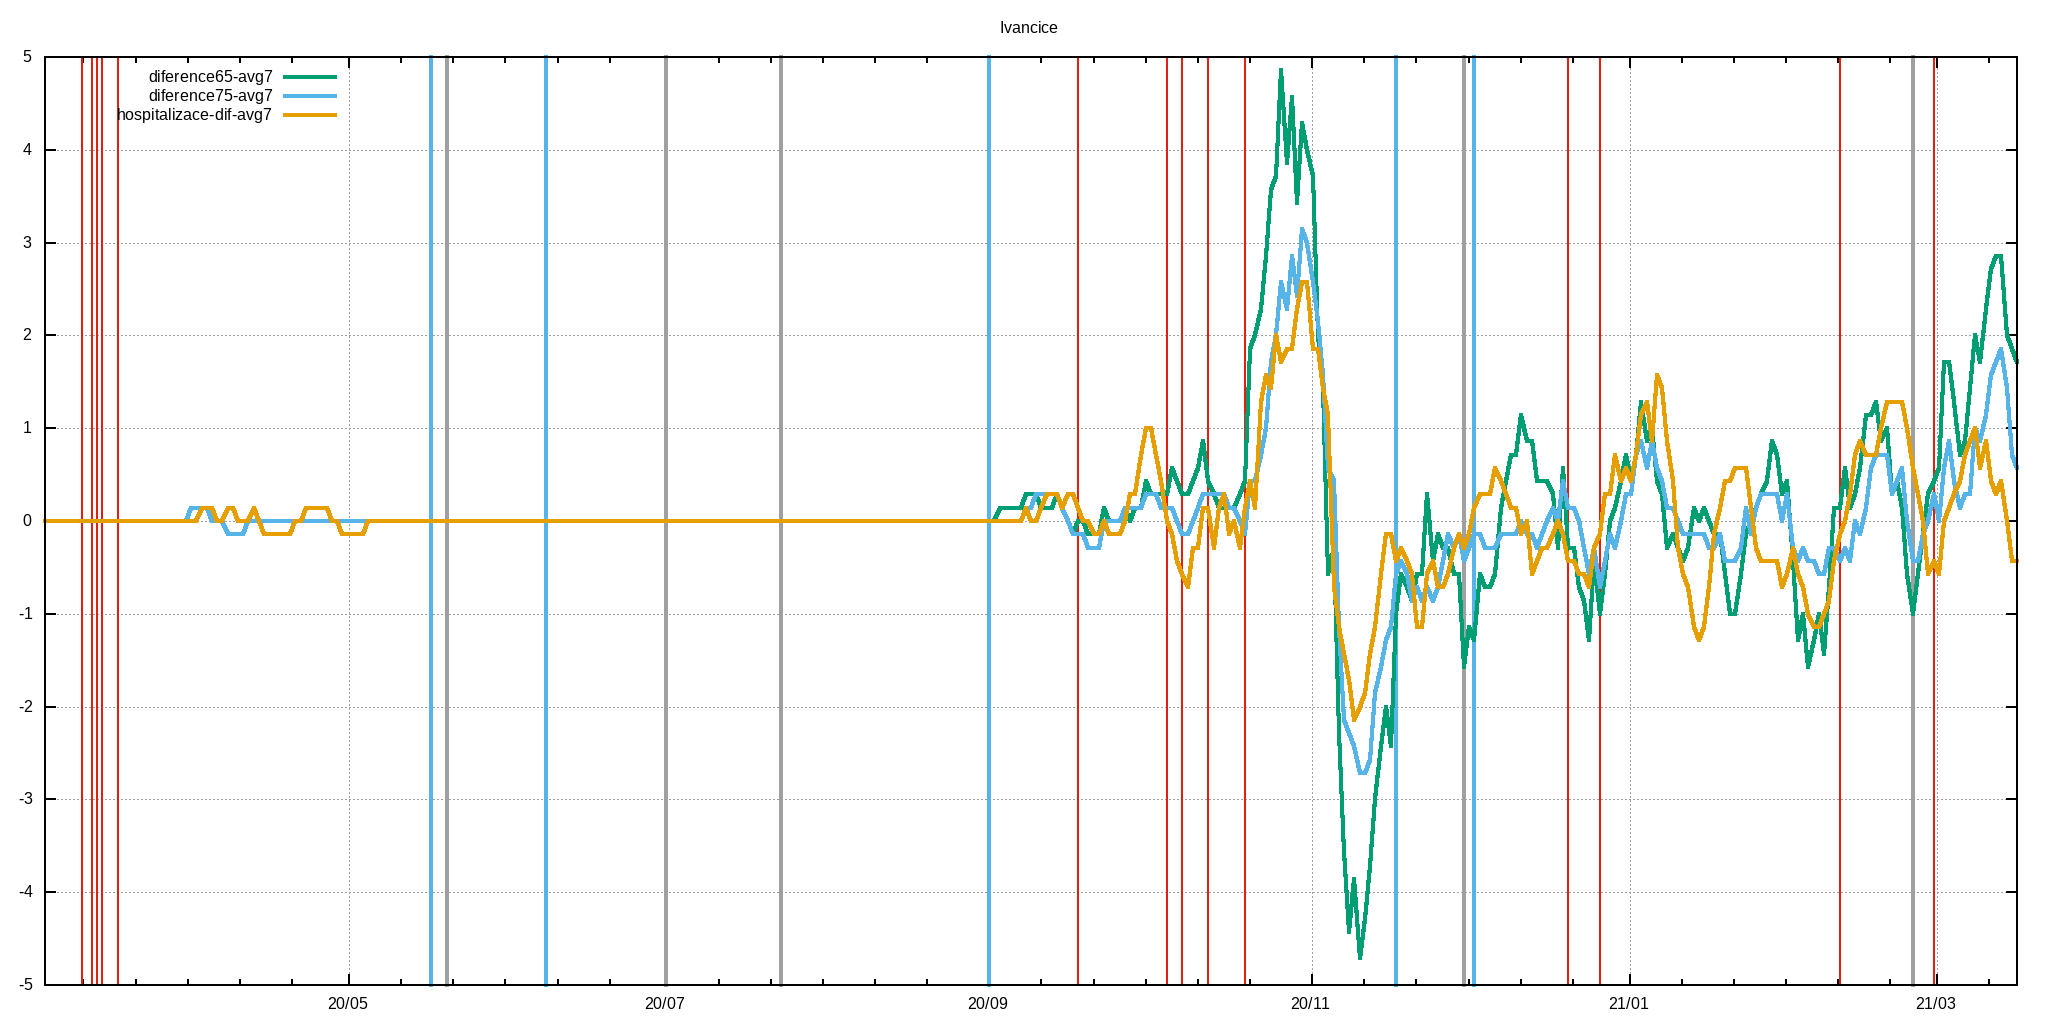 Ivancice
diference65-avg7
diference75-avg7
hospitalizace-dif-avg7
5
4
3
2
1
0
-1
-2
-3
-4
-5
20/05 20/07 20/09 20/11 21/01 21/03